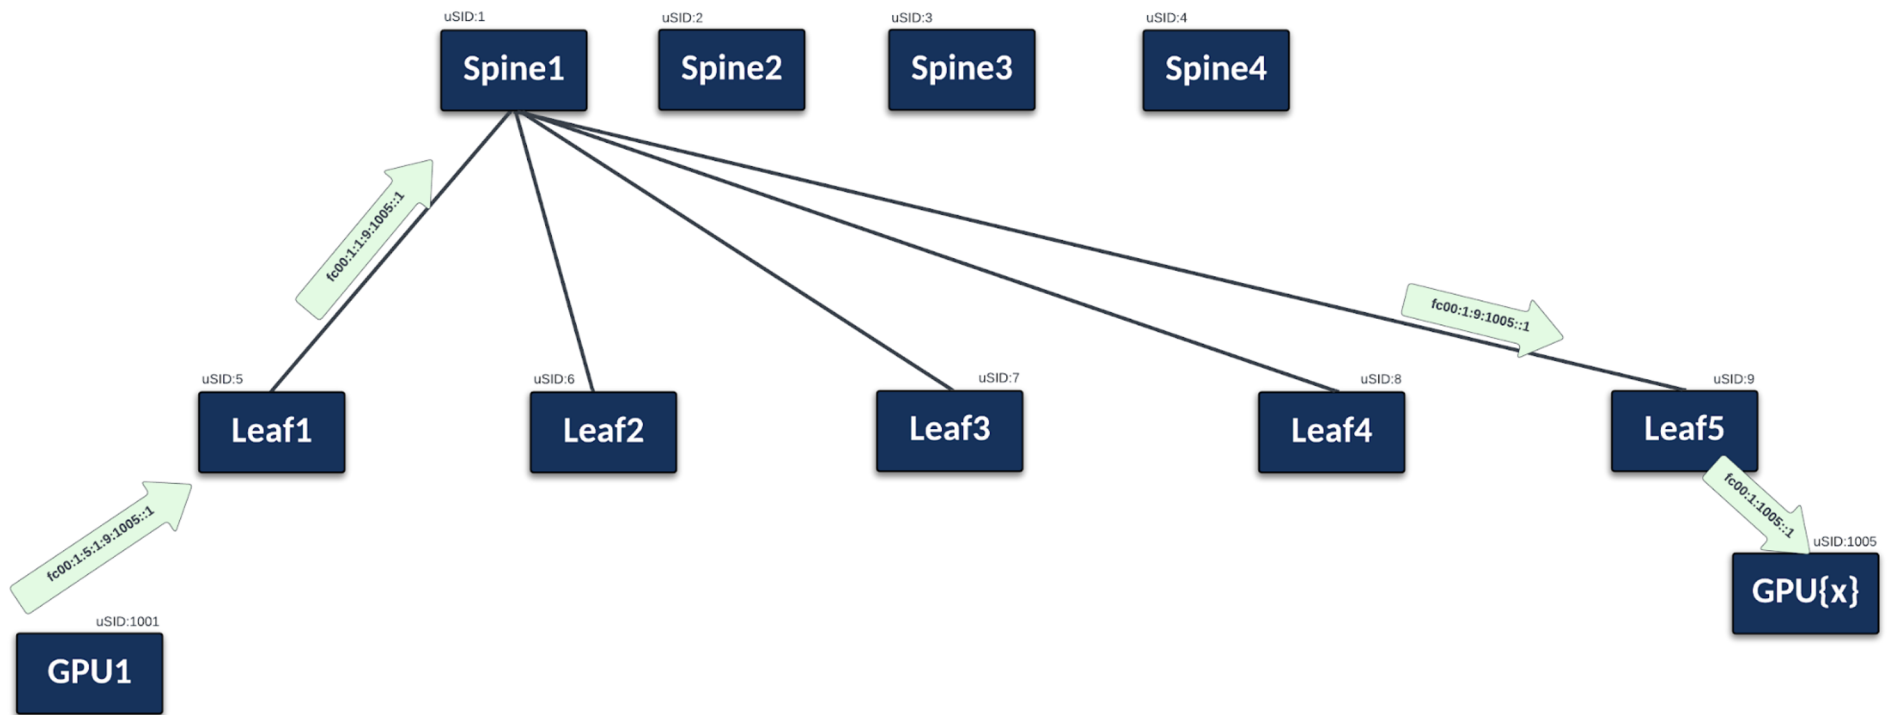 uSID:1
Spine1
uSID:2
Spine2
uSID:3
Spine3
uSID:4
Spine4
fc00:1:1:9:1005::1
fc00:1:9:1005::1
uSID:5
Leaf1
uSID:6
Leaf2
uSID:7
Leaf3
uSID:8
Leaf4
uSID:9
Leaf5
fc00:1:5:1:9:1005::1
fc00:1:1005::1
uSID:1005
GPU{x}
uSID:1001
GPU1